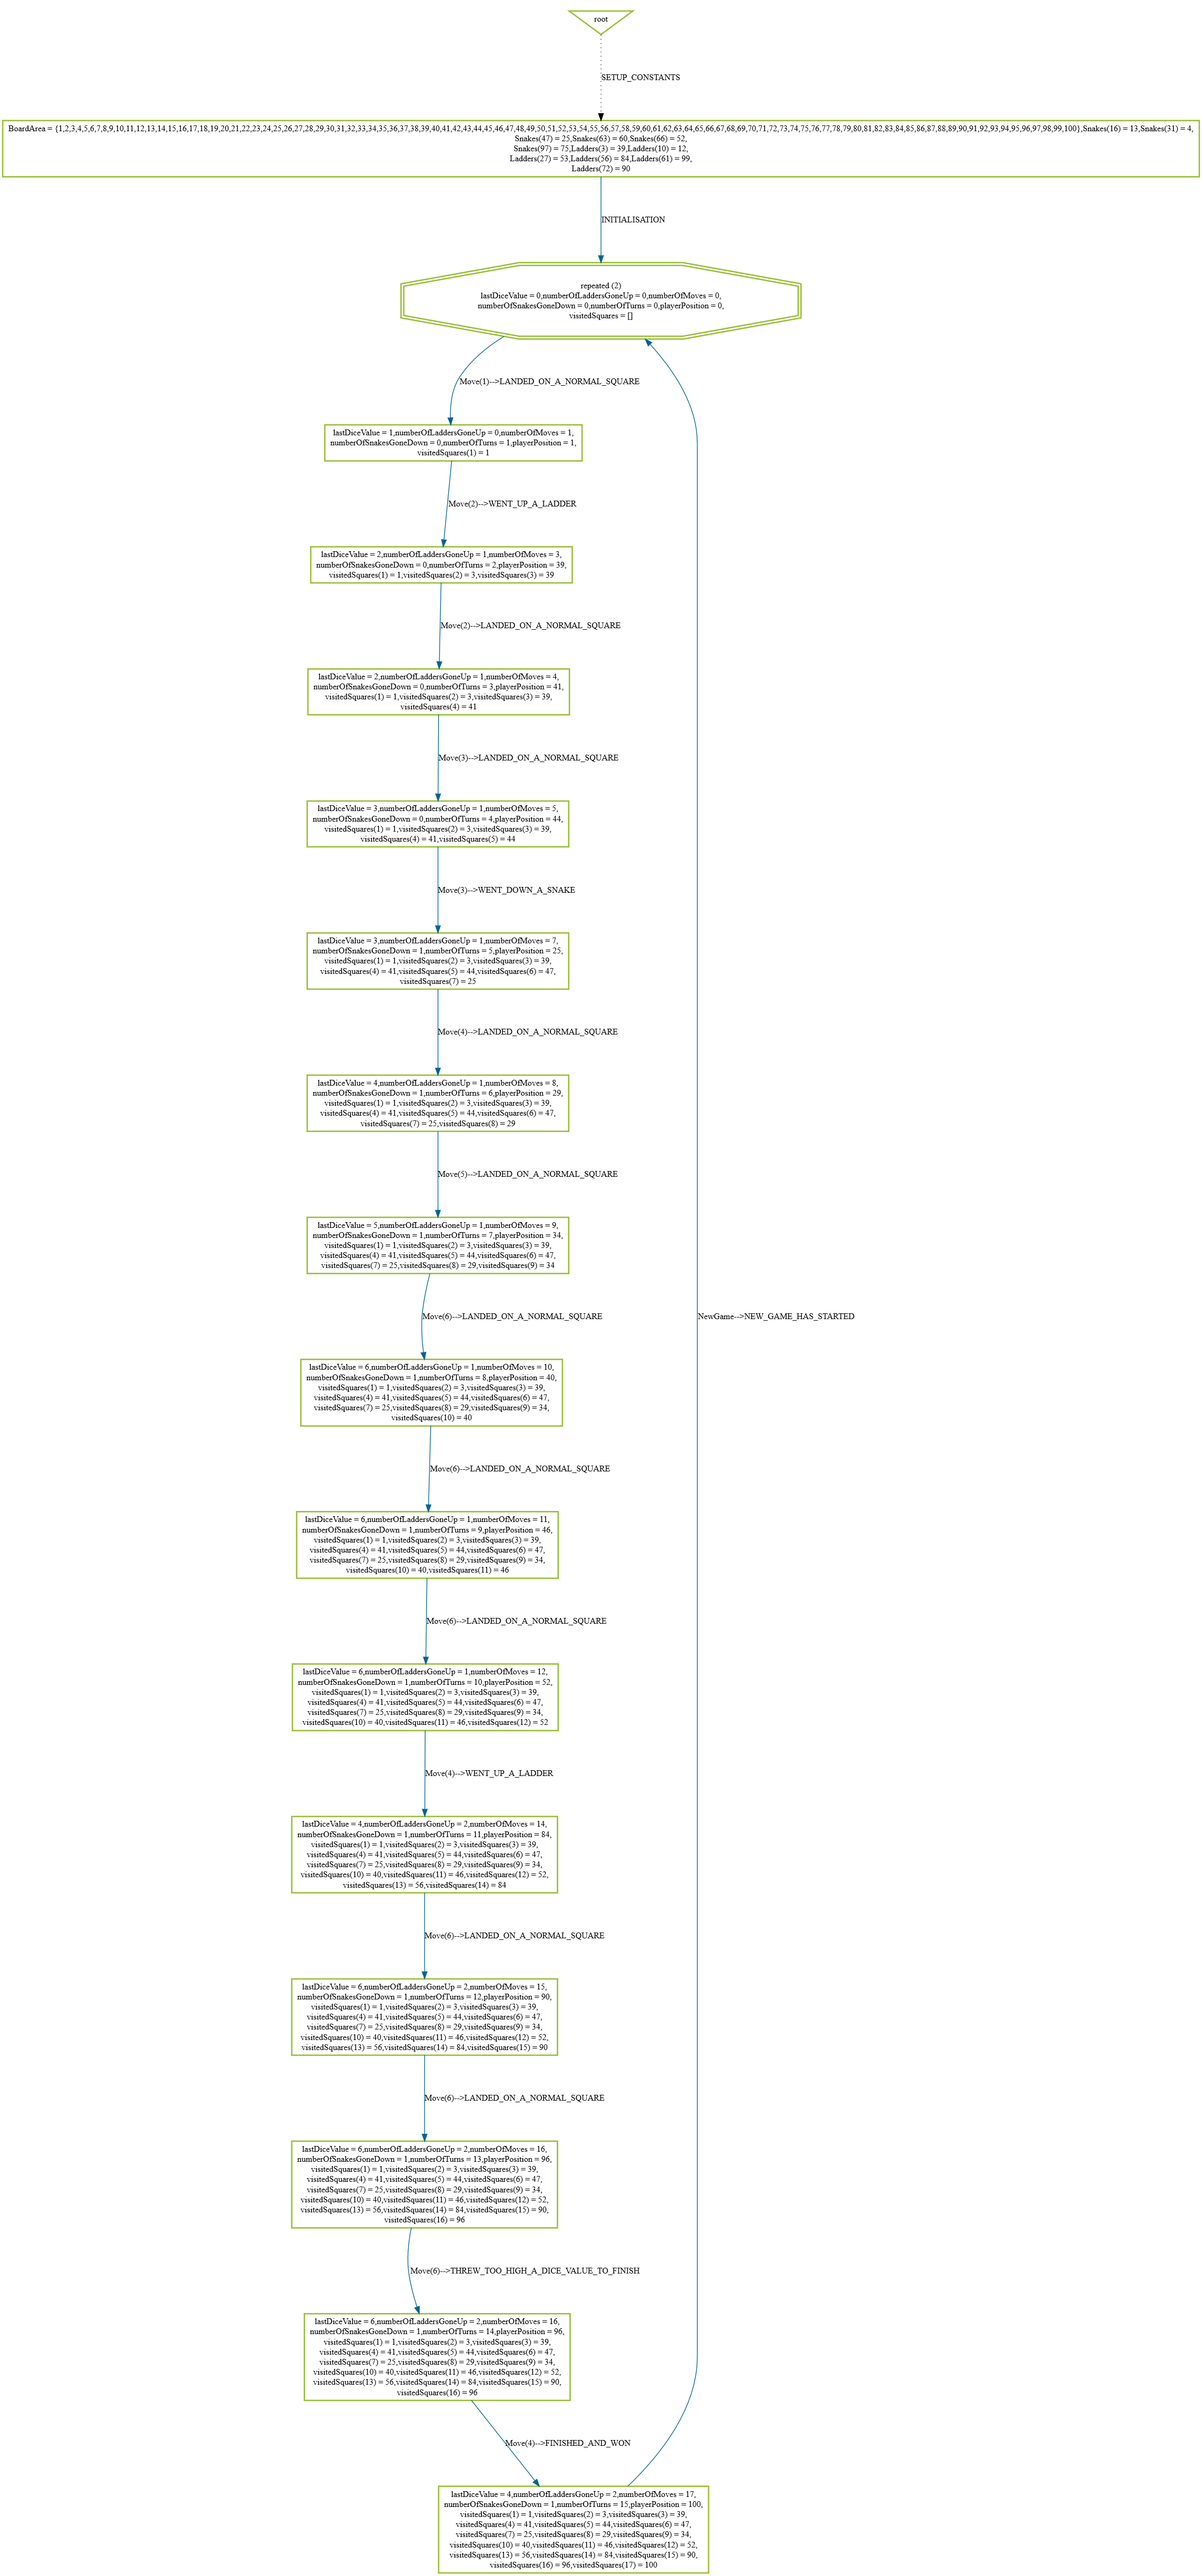 root
SETUP_CONSTANTS
BoardArea = {1,2,3,4,5,6,7,8,9,10,11,12,13,14,15,16,17,18,19,20,21,22,23,24,25,26,27,28,29,30,31,32,33,34,35,36,37,38,39,40,41,42,43,44,45,46,47,48,49,50,51,52,53,54,55,56,57,58,59,60,61,62,63,64,65,66,67,68,69,70,71,72,73,74,75,76,77,78,79,80,81,82,83,84,85,86,87,88,89,90,91,92,93,94,95,96,97,98,99,100},Snakes(16) = 13,Snakes(31) = 4,
Snakes(47) = 25,Snakes(63) = 60,Snakes(66) = 52,
Snakes(97) = 75,Ladders(3) = 39,Ladders(10) = 12,
Ladders(27) = 53,Ladders(56) = 84,Ladders(61) = 99,
Ladders(72) = 90
INITIALISATION
repeated (2)
lastDiceValue = 0,numberOfLaddersGoneUp = 0,numberOfMoves = 0,
numberOfSnakesGoneDown = 0,numberOfTurns = 0,playerPosition = 0,
visitedSquares = []
Move(1)-->LANDED_ON_A_NORMAL_SQUARE
lastDiceValue = 1,numberOfLaddersGoneUp = 0,numberOfMoves = 1,
numberOfSnakesGoneDown = 0,numberOfTurns = 1,playerPosition = 1,
visitedSquares(1) = 1
Move(2)-->WENT_UP_A_LADDER
lastDiceValue = 2,numberOfLaddersGoneUp = 1,numberOfMoves = 3,
numberOfSnakesGoneDown = 0,numberOfTurns = 2,playerPosition = 39,
visitedSquares(1) = 1,visitedSquares(2) = 3,visitedSquares(3) = 39
Move(2)-->LANDED_ON_A_NORMAL_SQUARE
lastDiceValue = 2,numberOfLaddersGoneUp = 1,numberOfMoves = 4,
numberOfSnakesGoneDown = 0,numberOfTurns = 3,playerPosition = 41,
visitedSquares(1) = 1,visitedSquares(2) = 3,visitedSquares(3) = 39,
visitedSquares(4) = 41
Move(3)-->LANDED_ON_A_NORMAL_SQUARE
lastDiceValue = 3,numberOfLaddersGoneUp = 1,numberOfMoves = 5,
numberOfSnakesGoneDown = 0,numberOfTurns = 4,playerPosition = 44,
visitedSquares(1) = 1,visitedSquares(2) = 3,visitedSquares(3) = 39,
visitedSquares(4) = 41,visitedSquares(5) = 44
Move(3)-->WENT_DOWN_A_SNAKE
lastDiceValue = 3,numberOfLaddersGoneUp = 1,numberOfMoves = 7,
numberOfSnakesGoneDown = 1,numberOfTurns = 5,playerPosition = 25,
visitedSquares(1) = 1,visitedSquares(2) = 3,visitedSquares(3) = 39,
visitedSquares(4) = 41,visitedSquares(5) = 44,visitedSquares(6) = 47,
visitedSquares(7) = 25
Move(4)-->LANDED_ON_A_NORMAL_SQUARE
lastDiceValue = 4,numberOfLaddersGoneUp = 1,numberOfMoves = 8,
numberOfSnakesGoneDown = 1,numberOfTurns = 6,playerPosition = 29,
visitedSquares(1) = 1,visitedSquares(2) = 3,visitedSquares(3) = 39,
visitedSquares(4) = 41,visitedSquares(5) = 44,visitedSquares(6) = 47,
visitedSquares(7) = 25,visitedSquares(8) = 29
Move(5)-->LANDED_ON_A_NORMAL_SQUARE
lastDiceValue = 5,numberOfLaddersGoneUp = 1,numberOfMoves = 9,
numberOfSnakesGoneDown = 1,numberOfTurns = 7,playerPosition = 34,
visitedSquares(1) = 1,visitedSquares(2) = 3,visitedSquares(3) = 39,
visitedSquares(4) = 41,visitedSquares(5) = 44,visitedSquares(6) = 47,
visitedSquares(7) = 25,visitedSquares(8) = 29,visitedSquares(9) = 34
Move(6)-->LANDED_ON_A_NORMAL_SQUARE
NewGame-->NEW_GAME_HAS_STARTED
lastDiceValue = 6,numberOfLaddersGoneUp = 1,numberOfMoves = 10,
numberOfSnakesGoneDown = 1,numberOfTurns = 8,playerPosition = 40,
visitedSquares(1) = 1,visitedSquares(2) = 3,visitedSquares(3) = 39,
visitedSquares(4) = 41,visitedSquares(5) = 44,visitedSquares(6) = 47,
visitedSquares(7) = 25,visitedSquares(8) = 29,visitedSquares(9) = 34,
visitedSquares(10) = 40
Move(6)-->LANDED_ON_A_NORMAL_SQUARE
lastDiceValue = 6,numberOfLaddersGoneUp = 1,numberOfMoves = 11,
numberOfSnakesGoneDown = 1,numberOfTurns = 9,playerPosition = 46,
visitedSquares(1) = 1,visitedSquares(2) = 3,visitedSquares(3) = 39,
visitedSquares(4) = 41,visitedSquares(5) = 44,visitedSquares(6) = 47,
visitedSquares(7) = 25,visitedSquares(8) = 29,visitedSquares(9) = 34,
visitedSquares(10) = 40,visitedSquares(11) = 46
Move(6)-->LANDED_ON_A_NORMAL_SQUARE
lastDiceValue = 6,numberOfLaddersGoneUp = 1,numberOfMoves = 12,
numberOfSnakesGoneDown = 1,numberOfTurns = 10,playerPosition = 52,
visitedSquares(1) = 1,visitedSquares(2) = 3,visitedSquares(3) = 39,
visitedSquares(4) = 41,visitedSquares(5) = 44,visitedSquares(6) = 47,
visitedSquares(7) = 25,visitedSquares(8) = 29,visitedSquares(9) = 34,
visitedSquares(10) = 40,visitedSquares(11) = 46,visitedSquares(12) = 52
Move(4)-->WENT_UP_A_LADDER
lastDiceValue = 4,numberOfLaddersGoneUp = 2,numberOfMoves = 14,
numberOfSnakesGoneDown = 1,numberOfTurns = 11,playerPosition = 84,
visitedSquares(1) = 1,visitedSquares(2) = 3,visitedSquares(3) = 39,
visitedSquares(4) = 41,visitedSquares(5) = 44,visitedSquares(6) = 47,
visitedSquares(7) = 25,visitedSquares(8) = 29,visitedSquares(9) = 34,
visitedSquares(10) = 40,visitedSquares(11) = 46,visitedSquares(12) = 52,
visitedSquares(13) = 56,visitedSquares(14) = 84
Move(6)-->LANDED_ON_A_NORMAL_SQUARE
lastDiceValue = 6,numberOfLaddersGoneUp = 2,numberOfMoves = 15,
numberOfSnakesGoneDown = 1,numberOfTurns = 12,playerPosition = 90,
visitedSquares(1) = 1,visitedSquares(2) = 3,visitedSquares(3) = 39,
visitedSquares(4) = 41,visitedSquares(5) = 44,visitedSquares(6) = 47,
visitedSquares(7) = 25,visitedSquares(8) = 29,visitedSquares(9) = 34,
visitedSquares(10) = 40,visitedSquares(11) = 46,visitedSquares(12) = 52,
visitedSquares(13) = 56,visitedSquares(14) = 84,visitedSquares(15) = 90
Move(6)-->LANDED_ON_A_NORMAL_SQUARE
lastDiceValue = 6,numberOfLaddersGoneUp = 2,numberOfMoves = 16,
numberOfSnakesGoneDown = 1,numberOfTurns = 13,playerPosition = 96,
visitedSquares(1) = 1,visitedSquares(2) = 3,visitedSquares(3) = 39,
visitedSquares(4) = 41,visitedSquares(5) = 44,visitedSquares(6) = 47,
visitedSquares(7) = 25,visitedSquares(8) = 29,visitedSquares(9) = 34,
visitedSquares(10) = 40,visitedSquares(11) = 46,visitedSquares(12) = 52,
visitedSquares(13) = 56,visitedSquares(14) = 84,visitedSquares(15) = 90,
visitedSquares(16) = 96
Move(6)-->THREW_TOO_HIGH_A_DICE_VALUE_TO_FINISH
lastDiceValue = 6,numberOfLaddersGoneUp = 2,numberOfMoves = 16,
numberOfSnakesGoneDown = 1,numberOfTurns = 14,playerPosition = 96,
visitedSquares(1) = 1,visitedSquares(2) = 3,visitedSquares(3) = 39,
visitedSquares(4) = 41,visitedSquares(5) = 44,visitedSquares(6) = 47,
visitedSquares(7) = 25,visitedSquares(8) = 29,visitedSquares(9) = 34,
visitedSquares(10) = 40,visitedSquares(11) = 46,visitedSquares(12) = 52,
visitedSquares(13) = 56,visitedSquares(14) = 84,visitedSquares(15) = 90,
visitedSquares(16) = 96
Move(4)-->FINISHED_AND_WON
lastDiceValue = 4,numberOfLaddersGoneUp = 2,numberOfMoves = 17,
numberOfSnakesGoneDown = 1,numberOfTurns = 15,playerPosition = 100,
visitedSquares(1) = 1,visitedSquares(2) = 3,visitedSquares(3) = 39,
visitedSquares(4) = 41,visitedSquares(5) = 44,visitedSquares(6) = 47,
visitedSquares(7) = 25,visitedSquares(8) = 29,visitedSquares(9) = 34,
visitedSquares(10) = 40,visitedSquares(11) = 46,visitedSquares(12) = 52,
visitedSquares(13) = 56,visitedSquares(14) = 84,visitedSquares(15) = 90,
visitedSquares(16) = 96,visitedSquares(17) = 100